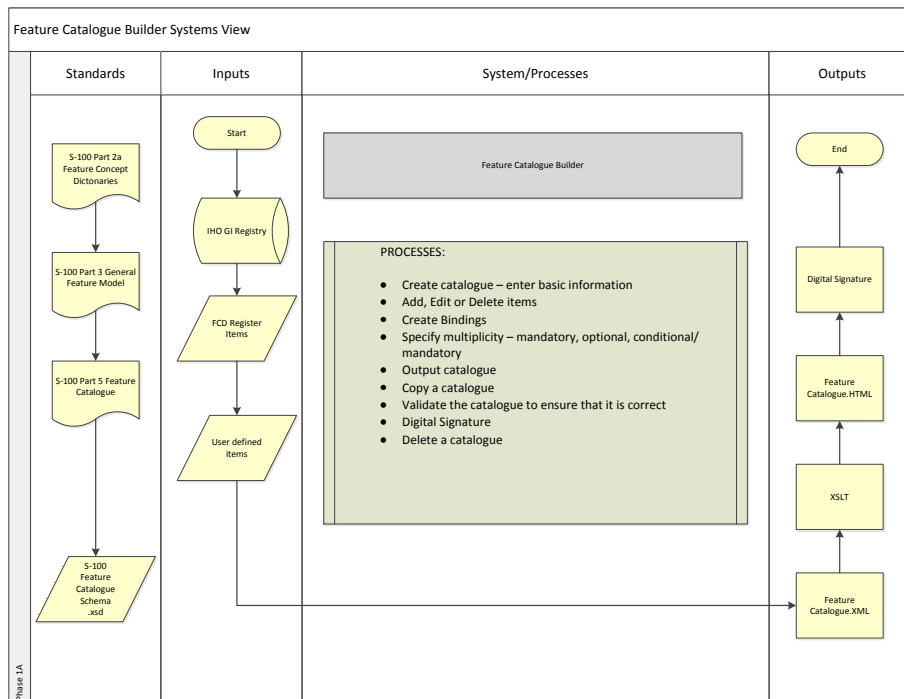 Feature Catalogue Builder Systems View
Standards
Inputs
System/Processes
Outputs
S-100 Part 2a
Feature Concept
Dictonaries
S-100 Part 3 General
Feature Model
S-100 Part 5 Feature
Catalogue
S-100
Feature
Catalogue
Schema
.xsd
Start
IHO GI Registry
FCD Register
Items
User defined
items
Feature Catalogue Builder
PROCESSES:
• Create catalogue – enter basic information
• Add, Edit or Delete items
• Create Bindings
• Specify multiplicity – mandatory, optional, conditional/
mandatory
• Output catalogue
• Copy a catalogue
• Validate the catalogue to ensure that it is correct
• Digital Signature
• Delete a catalogue
End
Digital Signature
Feature
Catalogue.HTML
XSLT
Feature
Catalogue.XML
Phase 1A